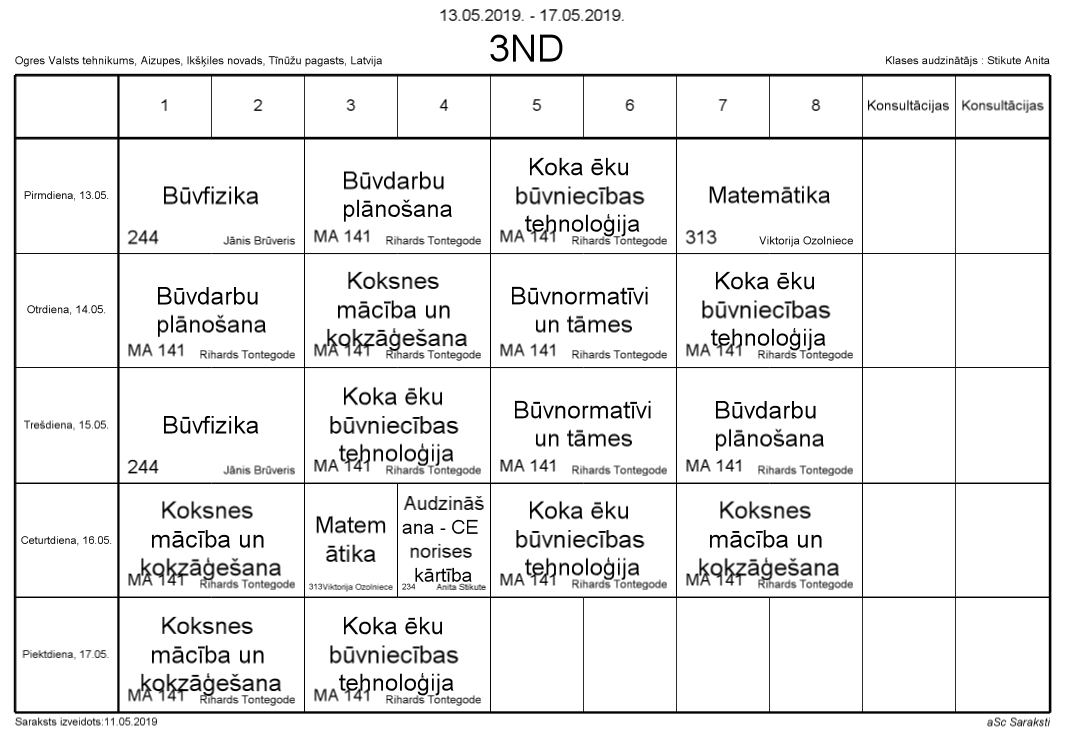 13.05.2019. - 17.05.2019.
3ND
Ogres Valsts tehnikums, Aizupes, Ikšķiles novads, Tīnūžu pagasts, Latvija
Klases audzinātājs : Stikute Anita
1 2 3 4 5 6 7 8 Konsultācijas Konsultācijas
Pirmdiena, 13.05.
Būvfizika
244 Jānis Brūveris
Būvdarbu
plānošana
MA 141 Rihards Tontegode
Koka ēku
būvniecības
tehnoloģija
MA 141 Rihards Tontegode
Matemātika
313 Viktorija Ozolniece
Otrdiena, 14.05.
Būvdarbu
plānošana
MA 141 Rihards Tontegode
Koksnes
mācība un
kokzāģešana
MA 141 Rihards Tontegode
Būvnormatīvi
un tāmes
MA 141 Rihards Tontegode
Koka ēku
būvniecības
tehnoloģija
MA 141 Rihards Tontegode
Trešdiena, 15.05.
Būvfizika
244 Jānis Brūveris
Koka ēku
būvniecības
tehnoloģija
MA 141 Rihards Tontegode
Būvnormatīvi
un tāmes
MA 141 Rihards Tontegode
Būvdarbu
plānošana
MA 141 Rihards Tontegode
Ceturtdiena, 16.05.
Koksnes
mācība un
kokzāģešana
MA 141 Rihards Tontegode
Matem
ātika
313Viktorija Ozolniece
Audzināš
ana - CE
norises
kārtība
234 Anita Stikute
Koka ēku
būvniecības
tehnoloģija
MA 141 Rihards Tontegode
Koksnes
mācība un
kokzāģešana
MA 141 Rihards Tontegode
Piektdiena, 17.05.
Koksnes
mācība un
kokzāģešana
MA 141 Rihards Tontegode
Koka ēku
būvniecības
tehnoloģija
MA 141 Rihards Tontegode
Saraksts izveidots:11.05.2019
aSc Saraksti